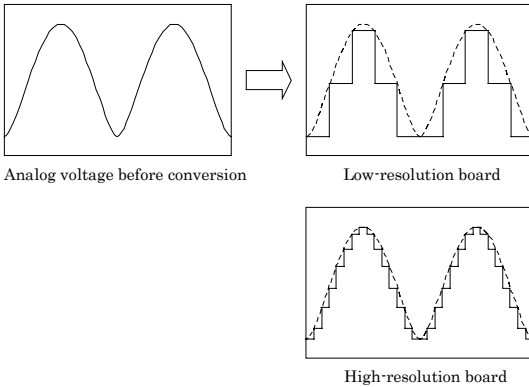 Analog voltage before conversion
Low-resolution board
High-resolution board